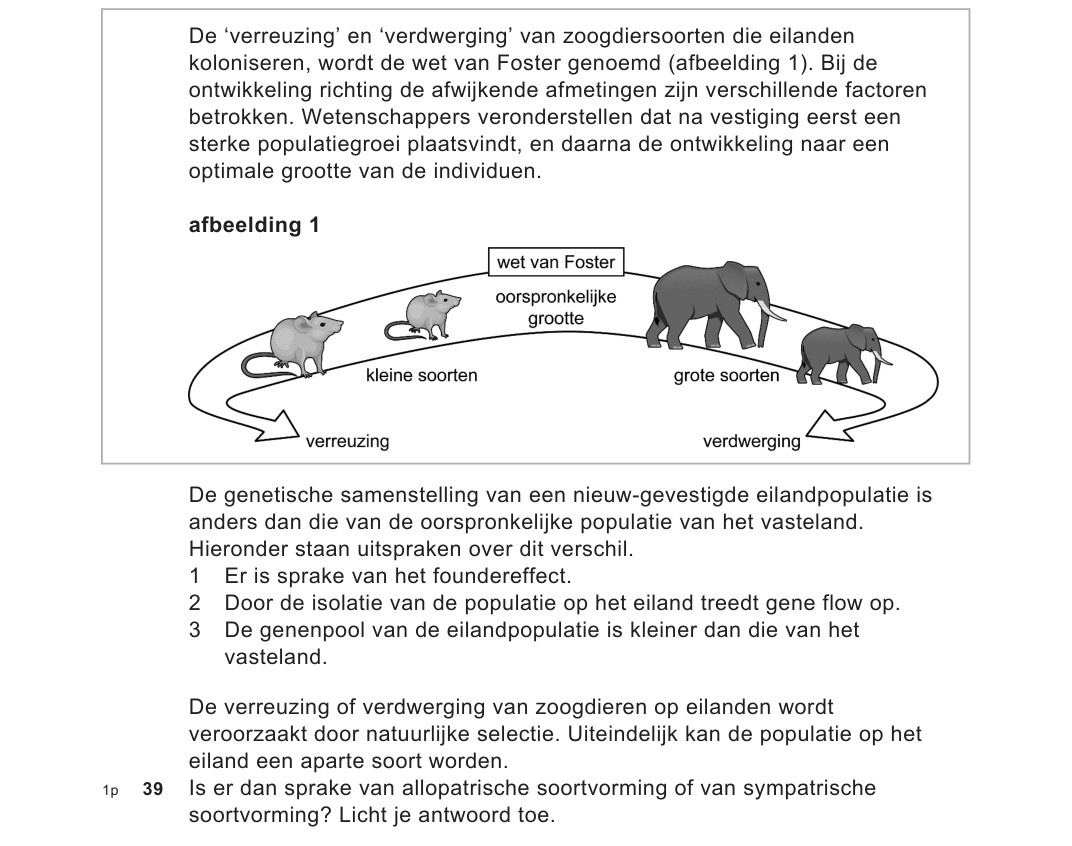 De ‘verreuzing’ en ‘verdwerging’ van zoogdiersoorten die eilanden
koloniseren, wordt de wet van Foster genoemd (afbeelding 1). Bij de
ontwikkeling richting de afwijkende afmetingen zijn verschillende factoren
betrokken. Wetenschappers veronderstellen dat na vestiging eerst een
sterke populatiegroei plaatsvindt, en daarna de ontwikkeling naar een
optimale grootte van de individuen.
afbeelding 1
wet van Foster
oorspronkelijke
grootte
kleine soorten
grote soorten
verreuzing
verdwerging
De genetische samenstelling van een nieuw-gevestigde eilandpopulatie is
anders dan die van de oorspronkelijke populatie van het vasteland.
Hieronder staan uitspraken over dit verschil.
1 Er is sprake van het foundereffect.
2 Door de isolatie van de populatie op het eiland treedt gene flow op.
3 De genenpool van de eilandpopulatie is kleiner dan die van het
vasteland.
De verreuzing of verdwerging van zoogdieren op eilanden wordt
veroorzaakt door natuurlijke selectie. Uiteindelijk kan de populatie op het
eiland een aparte soort worden.
1p 39 Is er dan sprake van allopatrische soortvorming of van sympatrische
soortvorming? Licht je antwoord toe.